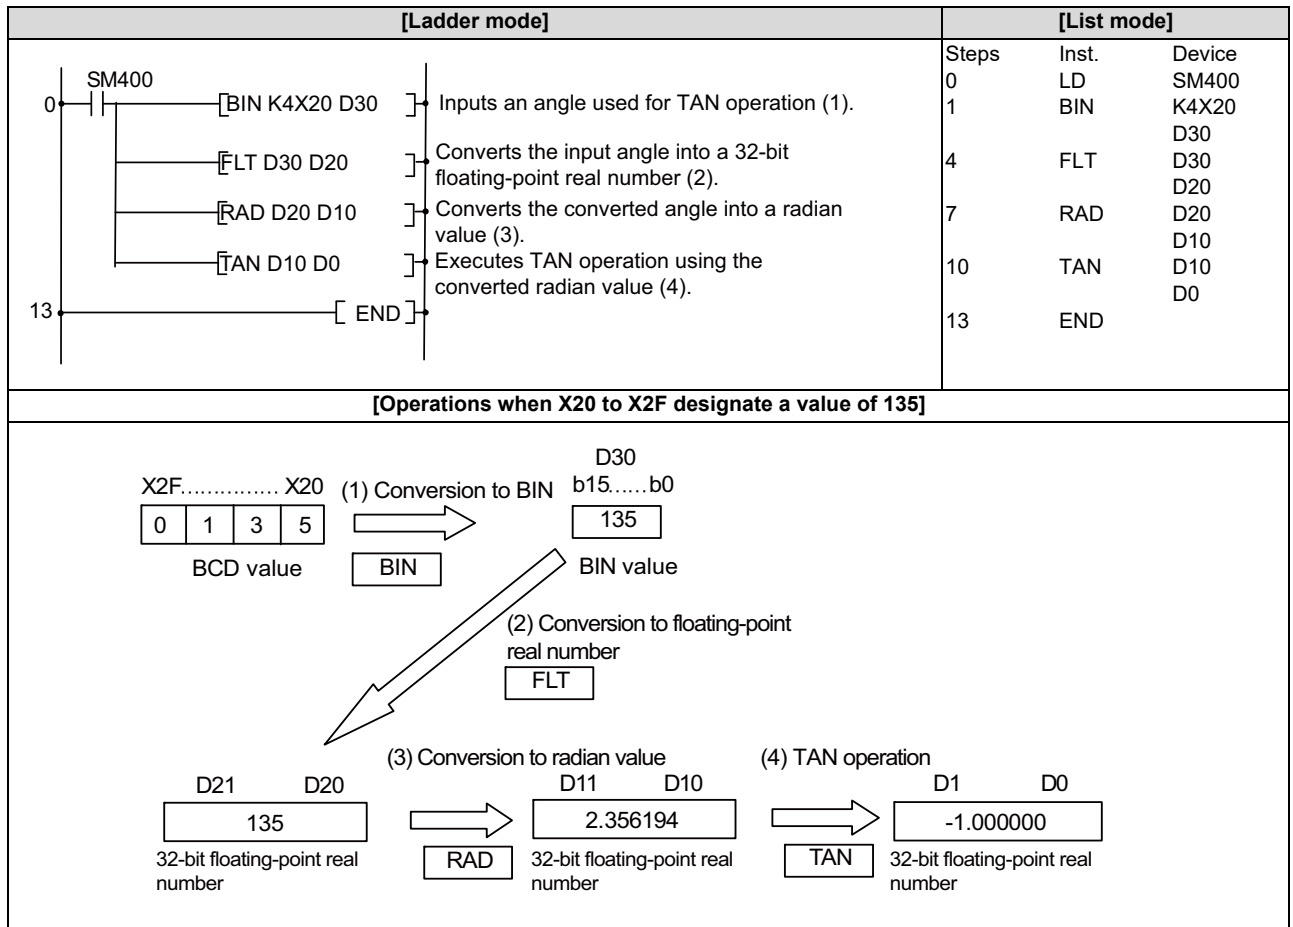 [Ladder mode] [List mode]
Steps Inst. Device
SM400 0 LD SM400
0 BIN K4X20 D30 Inputs an angle used for TAN operation (1). 1 BIN K4X20
D30
FLT D30 D20 Converts the input angle into a 32-bit 4 FLT D30
floating-point real number (2). D20
RAD D20 D10 Converts the converted angle into a radian 7 RAD D20
value (3). D10
TAN D10 D0 Executes TAN operation using the 10 TAN D10
converted radian value (4). D0
13 END 13 END
[Operations when X20 to X2F designate a value of 135]
D30
X2F............... X20 (1) Conversion to BIN b15......b0
0 1 3 5 135
BCD value BIN BIN value
(2) Conversion to floating-point
real number
FLT
(3) Conversion to radian value (4) TAN operation
D21 D20 D11 D10 D1 D0
135 2.356194 -1.000000
32-bit floating-point real RAD 32-bit floating-point real TAN 32-bit floating-point real
number number number